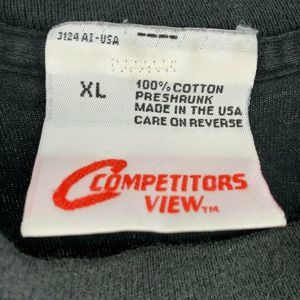 3124 AI-USA
XL
100% COTTON
PRESHRUNK
MADE IN THE USA
CARE ON REVERSE
COMPETITORS
VIEW™